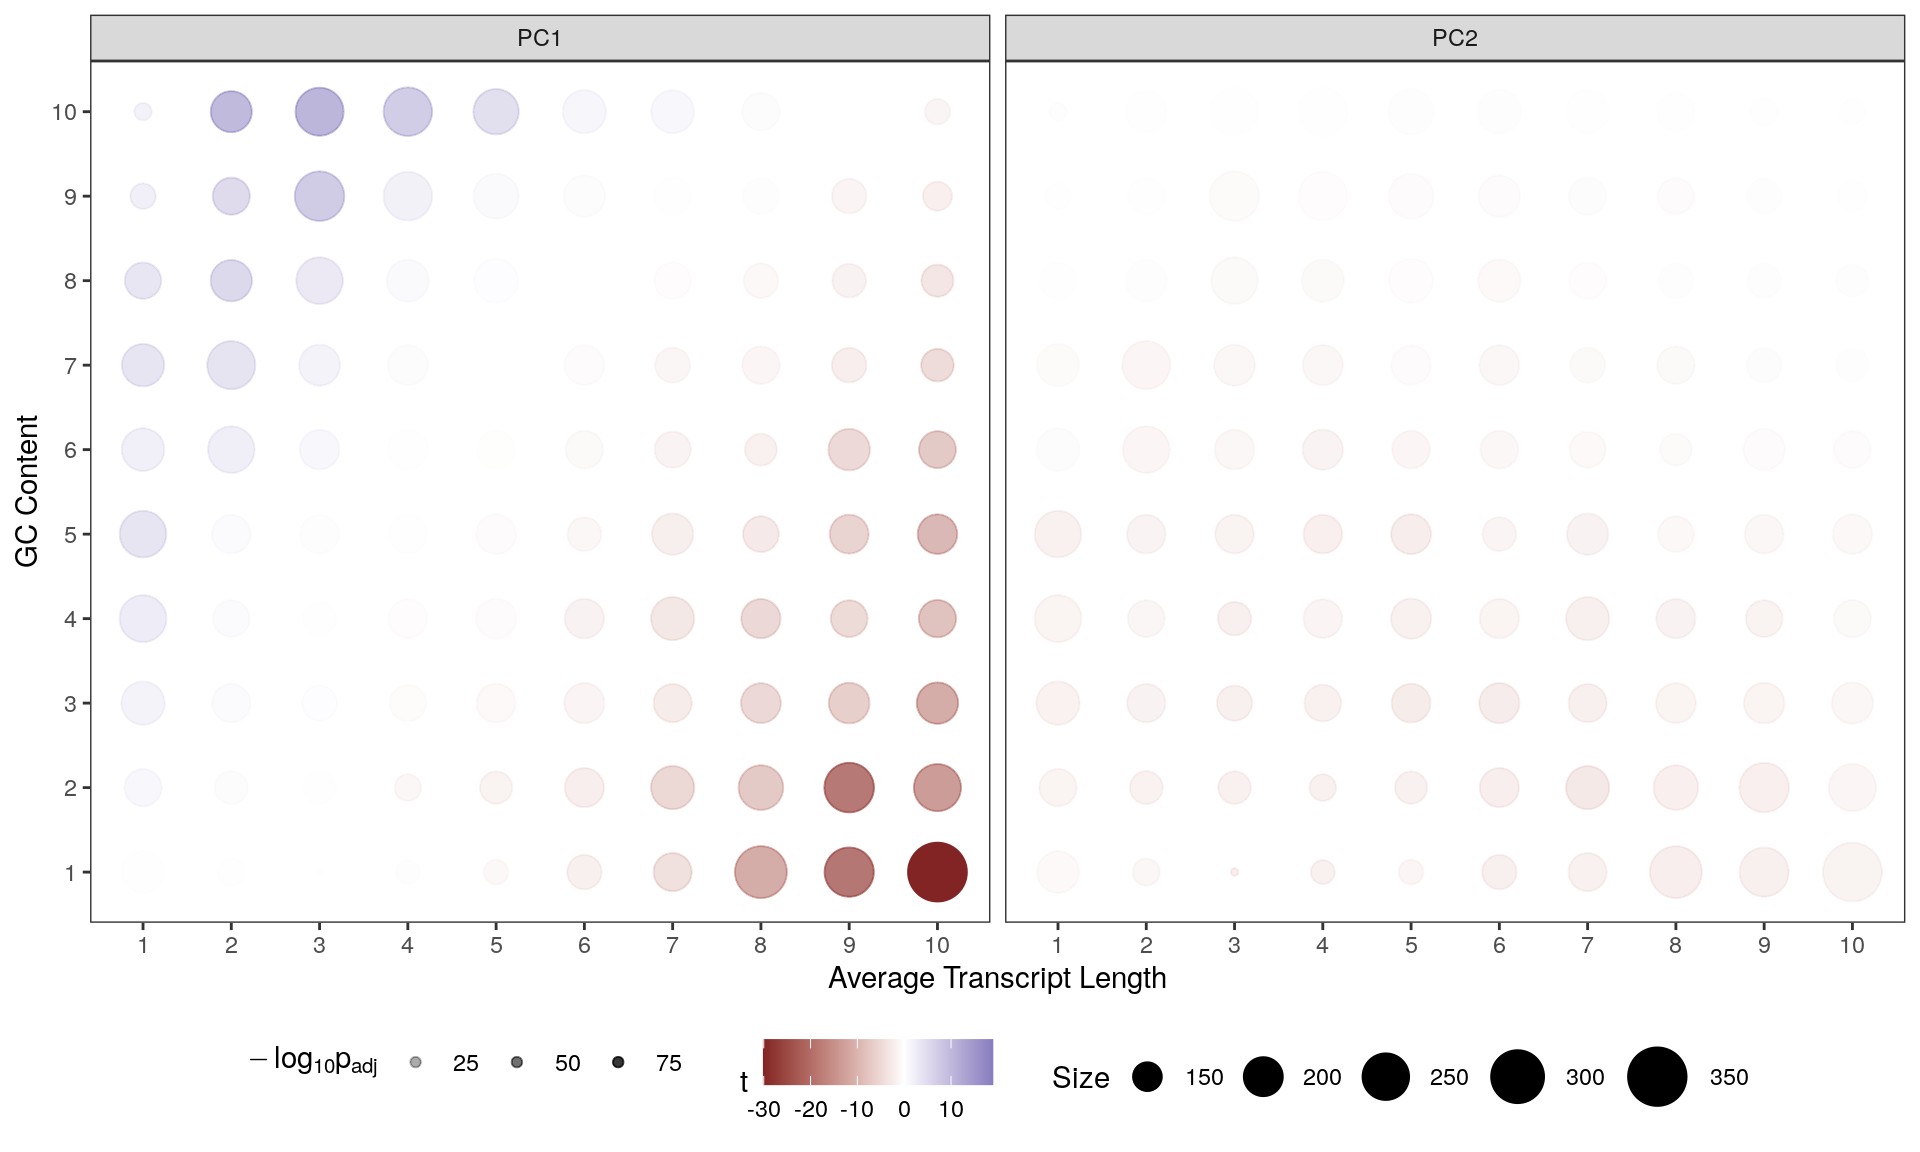 PC1 PC2
10
9
8
7
6
5
4
3
2
1
GC Content
1 2 3 4 5 6 7 8 9 10 1 2 3 4 5 6 7 8 9 10
Average Transcript Length
−log10padj 25 50 75
t
-30 -20 -10 0 10
Size 150 200 250 300 350